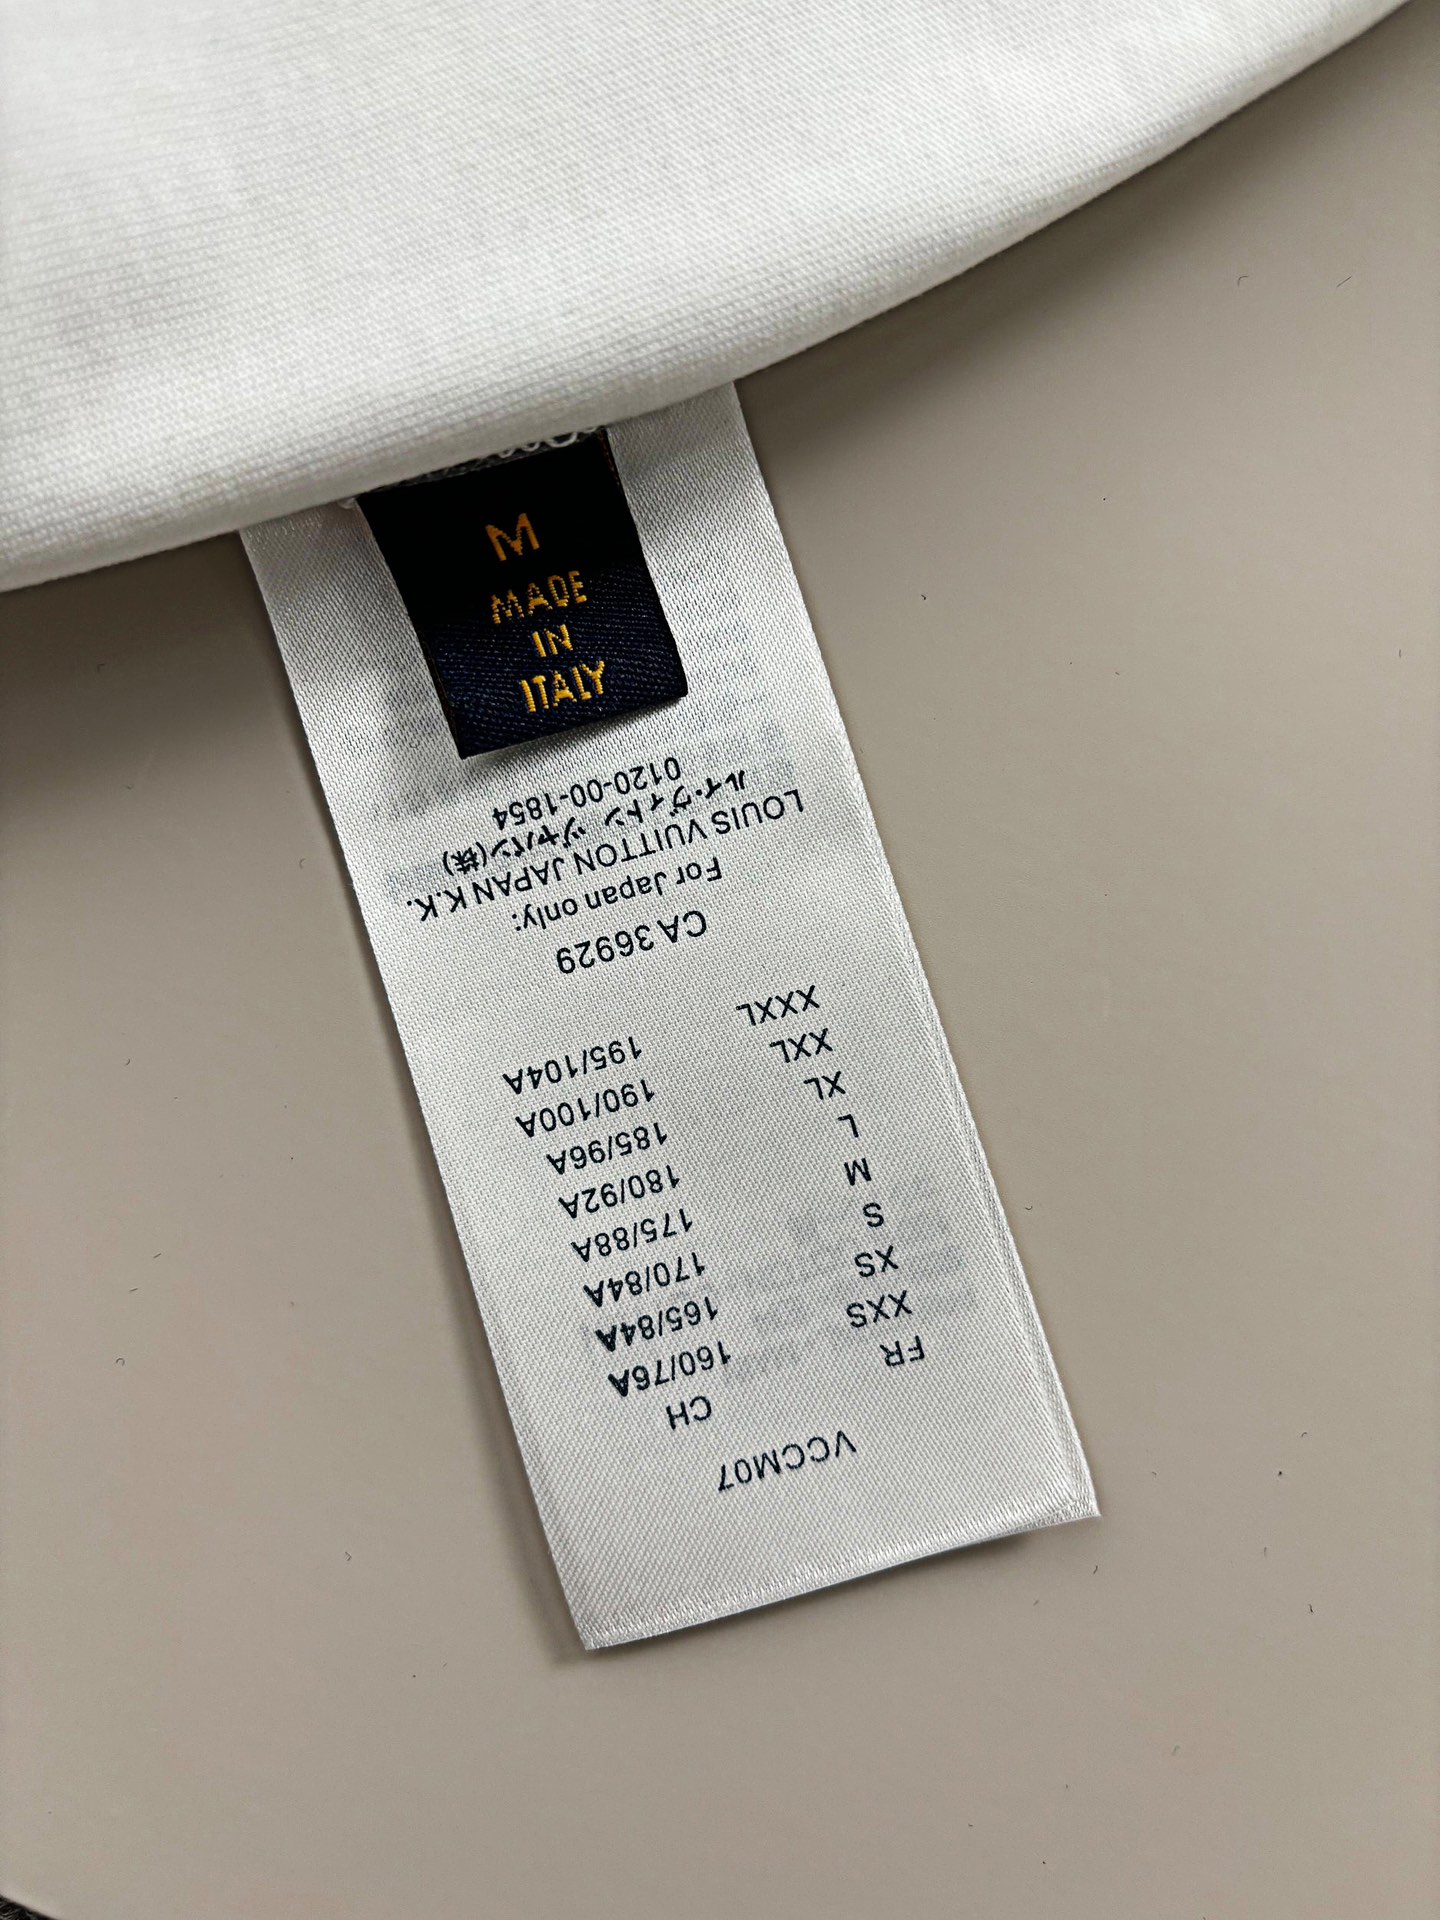 M
MADE
IN
ITALY
VCCM07
FR CH
XXS 160/76A
XS 165/84A
S 170/84A
M 175/88A
L 180/92A
XL 185/96A
XXL 190/100A
XXXL 195/104A
CA 36929
For Japan only:
LOUIS VUITTON JAPAN K.K.
ルイ・ヴィトン ジャパン(株)
0120-00-1854